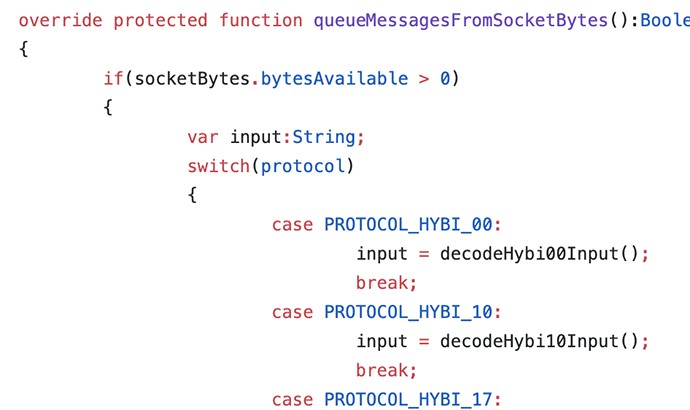 override protected function queueMessagesFromSocketBytes():Boole
{
if(socketBytes.bytesAvailable > 0)
{
var input:String;
switch(protocol)
{
case PROTOCOL_HYBI_00:
input = decodeHybi00Input();
break;
case PROTOCOL_HYBI_10:
input = decodeHybi10Input();
break;
case PROTOCOL_HYBI_17: